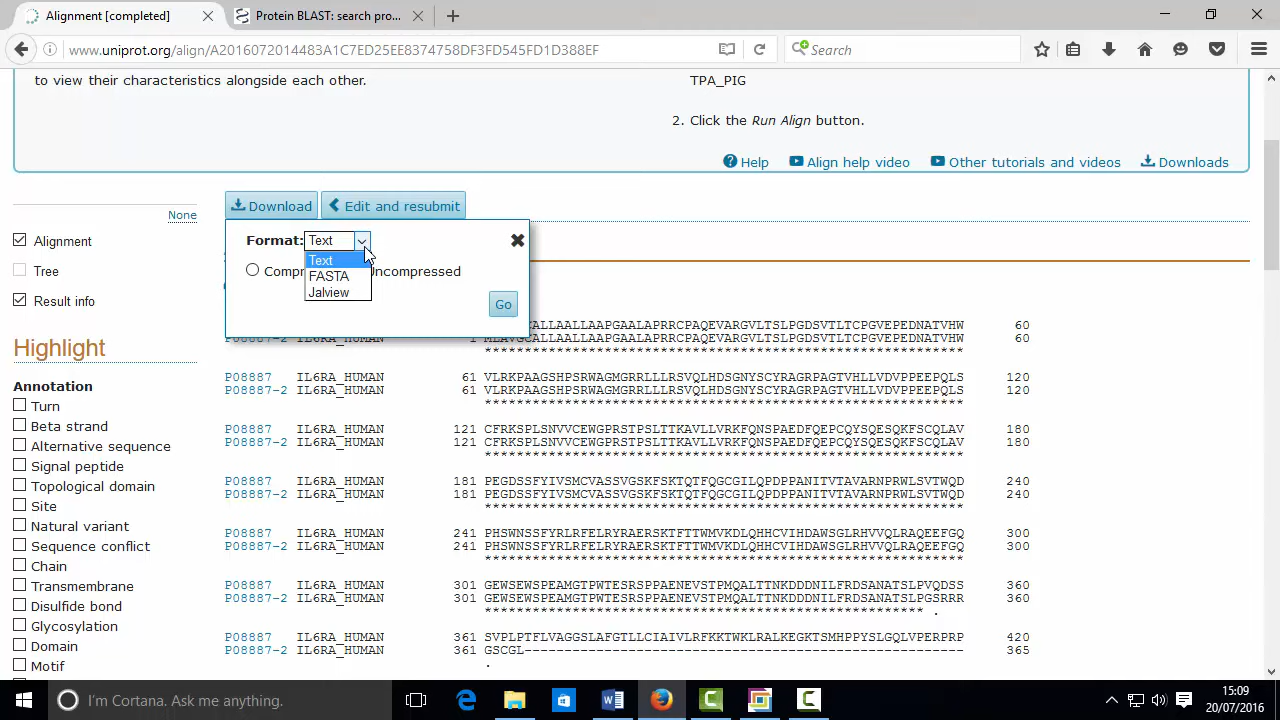 Alignment [completed]
Protein BLAST: search pro...
www.uniprot.org/align/A2016072014483A1C7ED25EE8374758DF3FD545FD1D388EF
Search
to view their characteristics alongside each other.
TPA_PIG
2. Click the Run Align button.
Help
Align help video
Other tutorials and videos
Downloads
Download
Edit and resubmit
None
Format: Text
Text
FASTA
Jalview
Compr
Uncompressed
Go
Alignment
Tree
Result info
Highlight
Annotation
Turn
Beta strand
Alternative sequence
Signal peptide
Topological domain
Site
Natural variant
Sequence conflict
Chain
Transmembrane
Disulfide bond
Glycosylation
Domain
Motif
CALLAALLAAPGAALAPRRCPAQEVARGVLTSLPGDSVTLTCPGVEPEDNATVHW 60
P08887-2 IL6RA_HUMAN 1 MLAVGCALLAALLAAPGAALAPRRCPAQEVARGVLTSLPGDSVTLTCPGVEPEDNATVHW 60
************************************************************
P08887 IL6RA_HUMAN 61 VLRKPAAGSHPSRWAGMGRRLLLRSVQLHDSGNYSCYRAGRPAGTVHLLVDVPPEEPQLS 120
P08887-2 IL6RA_HUMAN 61 VLRKPAAGSHPSRWAGMGRRLLLRSVQLHDSGNYSCYRAGRPAGTVHLLVDVPPEEPQLS 120
************************************************************
P08887 IL6RA_HUMAN 121 CFRKSPLSNVVCEWGPRSTPSLTTKAVLLVRKFQNSPAEDFQEPCQYSQESQKFSCQLAV 180
P08887-2 IL6RA_HUMAN 121 CFRKSPLSNVVCEWGPRSTPSLTTKAVLLVRKFQNSPAEDFQEPCQYSQESQKFSCQLAV 180
************************************************************
P08887 IL6RA_HUMAN 181 PEGDSSFYIVSMCVASSVGSKFSKTQTFQGCGILQPDPPANITVTAVARNPRWLSVTWQD 240
P08887-2 IL6RA_HUMAN 181 PEGDSSFYIVSMCVASSVGSKFSKTQTFQGCGILQPDPPANITVTAVARNPRWLSVTWQD 240
************************************************************
P08887 IL6RA_HUMAN 241 PHSWNSSFYRLRFELRYRAERSKTFTTWMVKDLQHHCVIHDAWSGLRHVVQLRAQEEFGQ 300
P08887-2 IL6RA_HUMAN 241 PHSWNSSFYRLRFELRYRAERSKTFTTWMVKDLQHHCVIHDAWSGLRHVVQLRAQEEFGQ 300
************************************************************
P08887 IL6RA_HUMAN 301 GEWSEWSPEAMGTPWTESRSPPAENEVSTPMQALTTNKDDDNILFRDSANATSLPVQDSS 360
P08887-2 IL6RA_HUMAN 301 GEWSEWSPEAMGTPWTESRSPPAENEVSTPMQALTTNKDDDNILFRDSANATSLPGSRRR 360
******************************************************* .
P08887 IL6RA_HUMAN 361 SVPLPTFLVAGGSLAFGTLLCIAIVLRFKKTWKLRALKEGKTSMHPPYSLGQLVPERPRP 420
P08887-2 IL6RA_HUMAN 361 GSCGL------------------------------------------------------- 365
.
I'm Cortana. Ask me anything.
15:09
20/07/2016